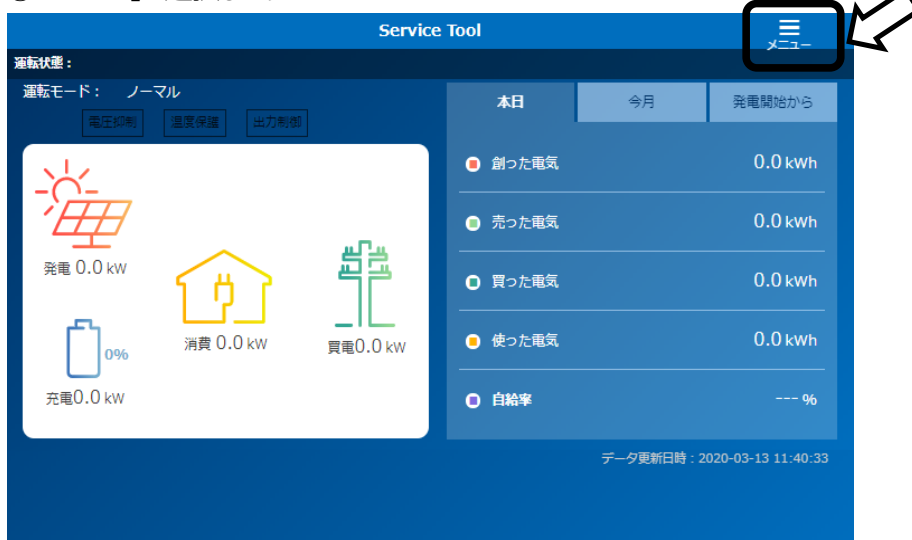 Service Tool
メニュー
運転状態：
運転モード： ノーマル
電圧抑制 温度保護 出力制御
本日 今月 発電開始から
創った電気 0.0 kWh
売った電気 0.0 kWh
買った電気 0.0 kWh
使った電気 0.0 kWh
自給率 --- %
発電 0.0 kW
消費 0.0 kW
買電0.0 kW
0%
充電0.0 kW
データ更新日時：2020-03-13 11:40:33